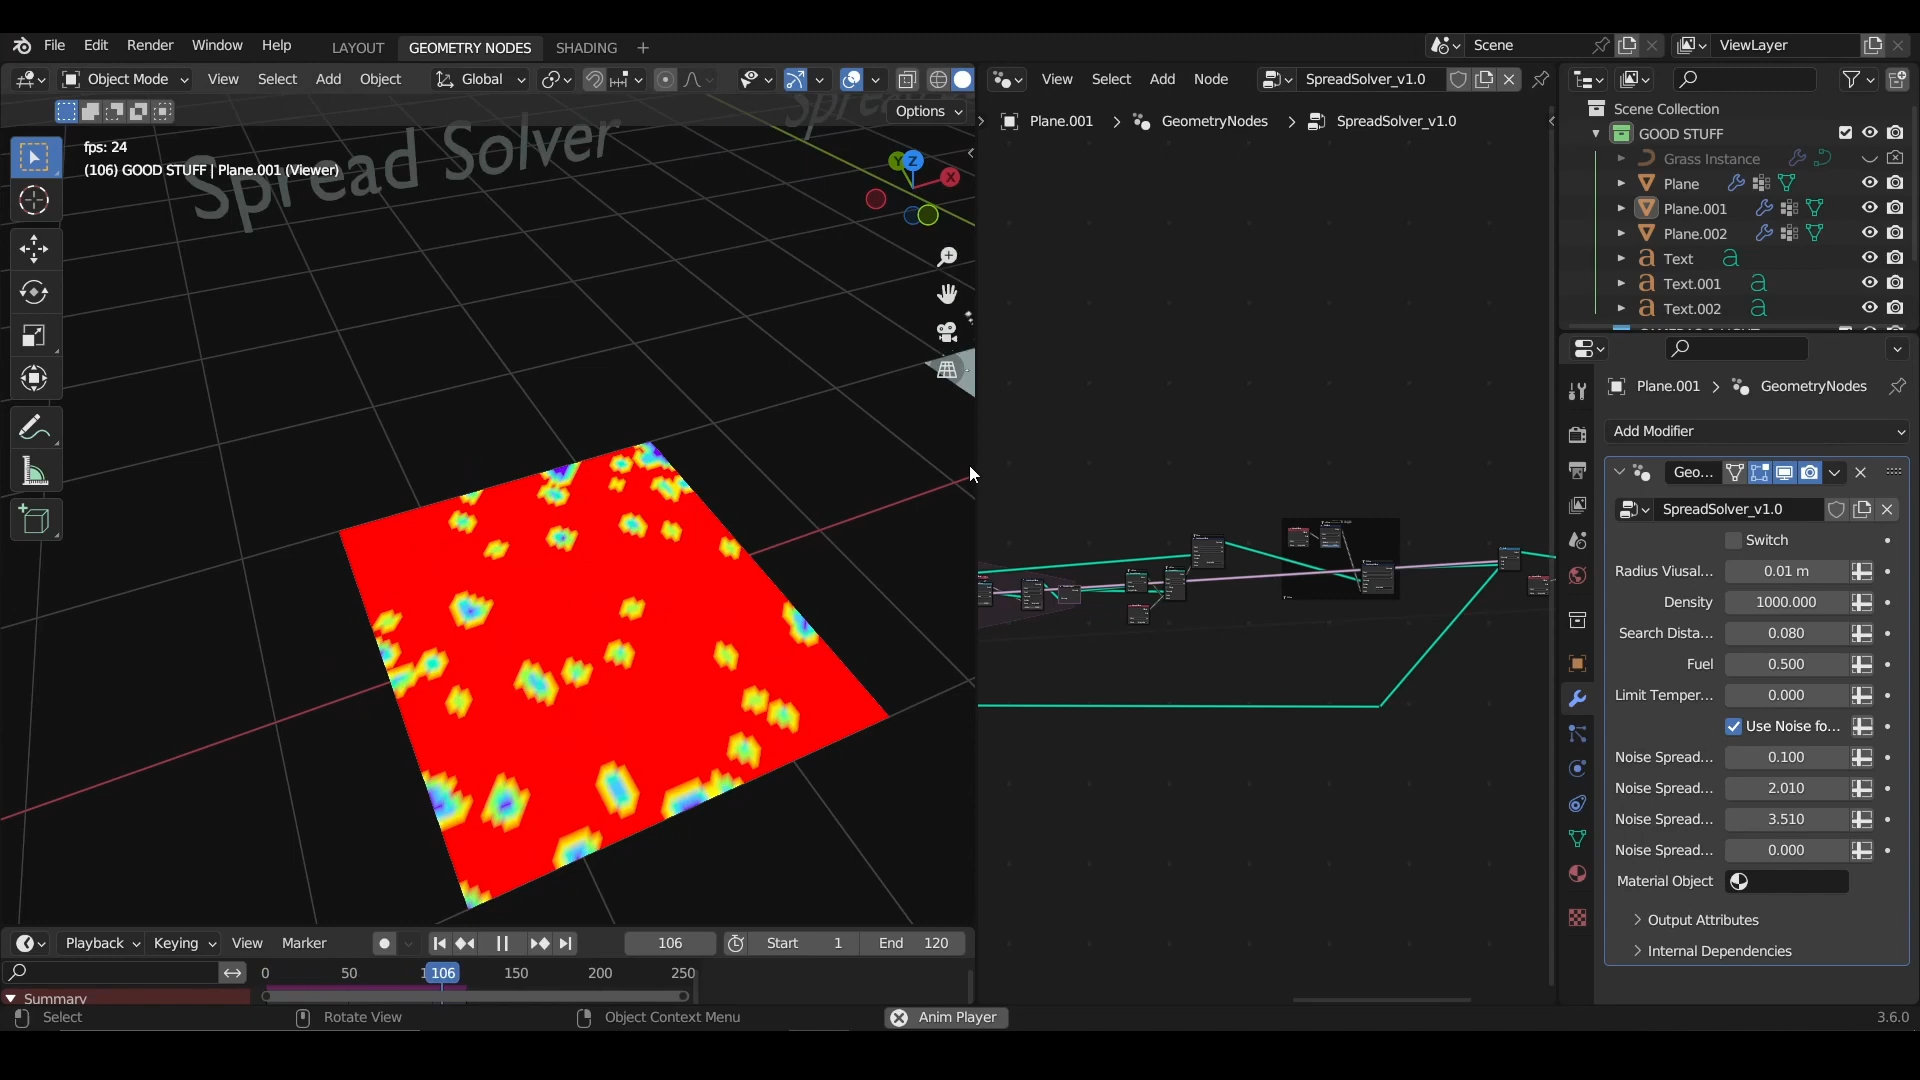 File Edit Render Window Help LAYOUT GEOMETRY NODES SHADING + Scene ViewLayer
Object Mode View Select Add Object Global View Select Add Node SpreadSolver_v1.0
Options
Plane.001 > GeometryNodes > SpreadSolver_v1.0
Scene Collection
GOOD STUFF
Grass Instance
Plane
Plane.001
Plane.002
Text
Text.001
Text.002
fps: 24
(106) GOOD STUFF | Plane.001 (Viewer)
Spread Solver
Z
Y
X
Plane.001 > GeometryNodes
Add Modifier
Geo...
SpreadSolver_v1.0
Switch
Radius Viusal... 0.01 m
Density 1000.000
Search Dista... 0.080
Fuel 0.500
Limit Temper... 0.000
Use Noise fo...
Noise Spread... 0.100
Noise Spread... 2.010
Noise Spread... 3.510
Noise Spread... 0.000
Material Object
Output Attributes
Internal Dependencies
Playback Keying View Marker 106 Start 1 End 120
0 50 106 150 200 250
Summary
Select Rotate View Object Context Menu Anim Player 3.6.0